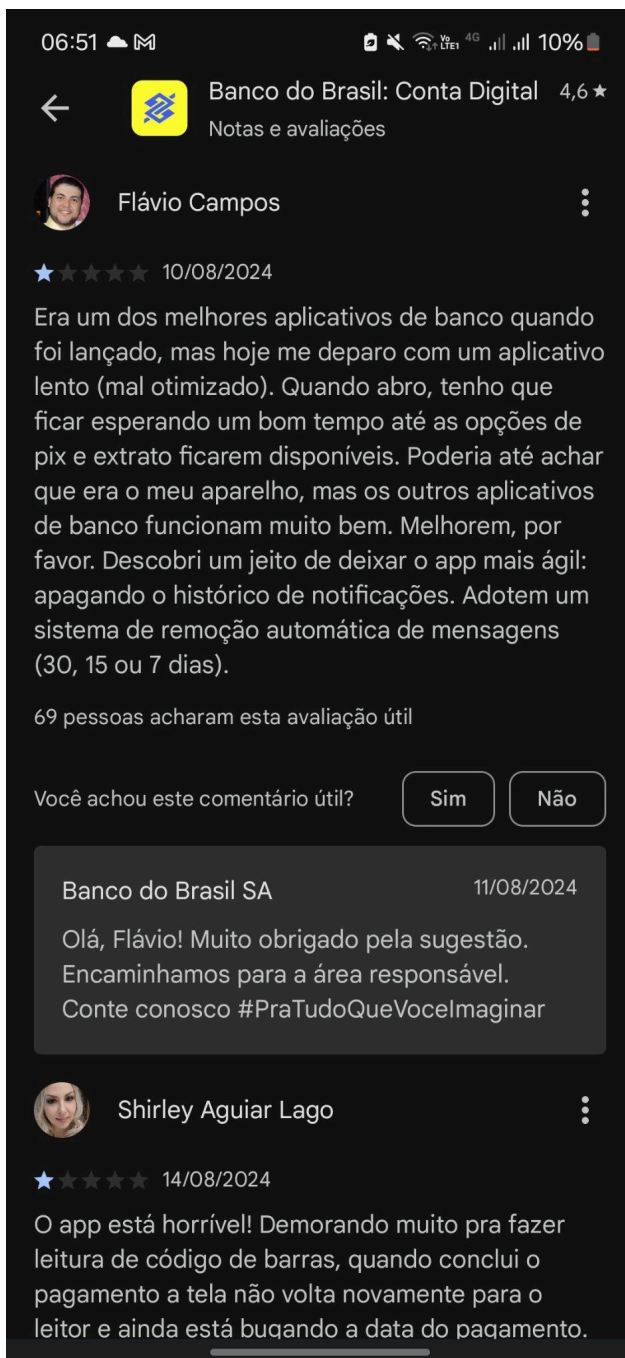 06:51
Vo LTE1 4G 10%
Banco do Brasil: Conta Digital 4,6 ★
Notas e avaliações
Flávio Campos
10/08/2024
Era um dos melhores aplicativos de banco quando
foi lançado, mas hoje me deparo com um aplicativo
lento (mal otimizado). Quando abro, tenho que
ficar esperando um bom tempo até as opções de
pix e extrato ficarem disponíveis. Poderia até achar
que era o meu aparelho, mas os outros aplicativos
de banco funcionam muito bem. Melhorem, por
favor. Descobri um jeito de deixar o app mais ágil:
apagando o histórico de notificações. Adotem um
sistema de remoção automática de mensagens
(30, 15 ou 7 dias).
69 pessoas acharam esta avaliação útil
Você achou este comentário útil? Sim Não
Banco do Brasil SA 11/08/2024
Olá, Flávio! Muito obrigado pela sugestão.
Encaminhamos para a área responsável.
Conte conosco #PraTudoQueVoceImaginar
Shirley Aguiar Lago
14/08/2024
O app está horrível! Demorando muito pra fazer
leitura de código de barras, quando conclui o
pagamento a tela não volta novamente para o
leitor e ainda está bugando a data do pagamento.